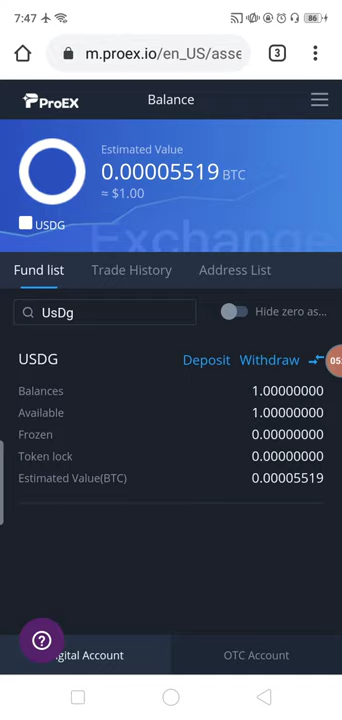 7:47
86
m.proex.io/en_US/asse
3
ProEX
Balance
Estimated Value
0.00005519 BTC
≈ $1.00
USDG
Exchange
Fund list
Trade History
Address List
UsDg
Hide zero as...
USDG
Deposit
Withdraw
05
Balances
1.00000000
Available
1.00000000
Frozen
0.00000000
Token lock
0.00000000
Estimated Value(BTC)
0.00005519
?
gital Account
OTC Account